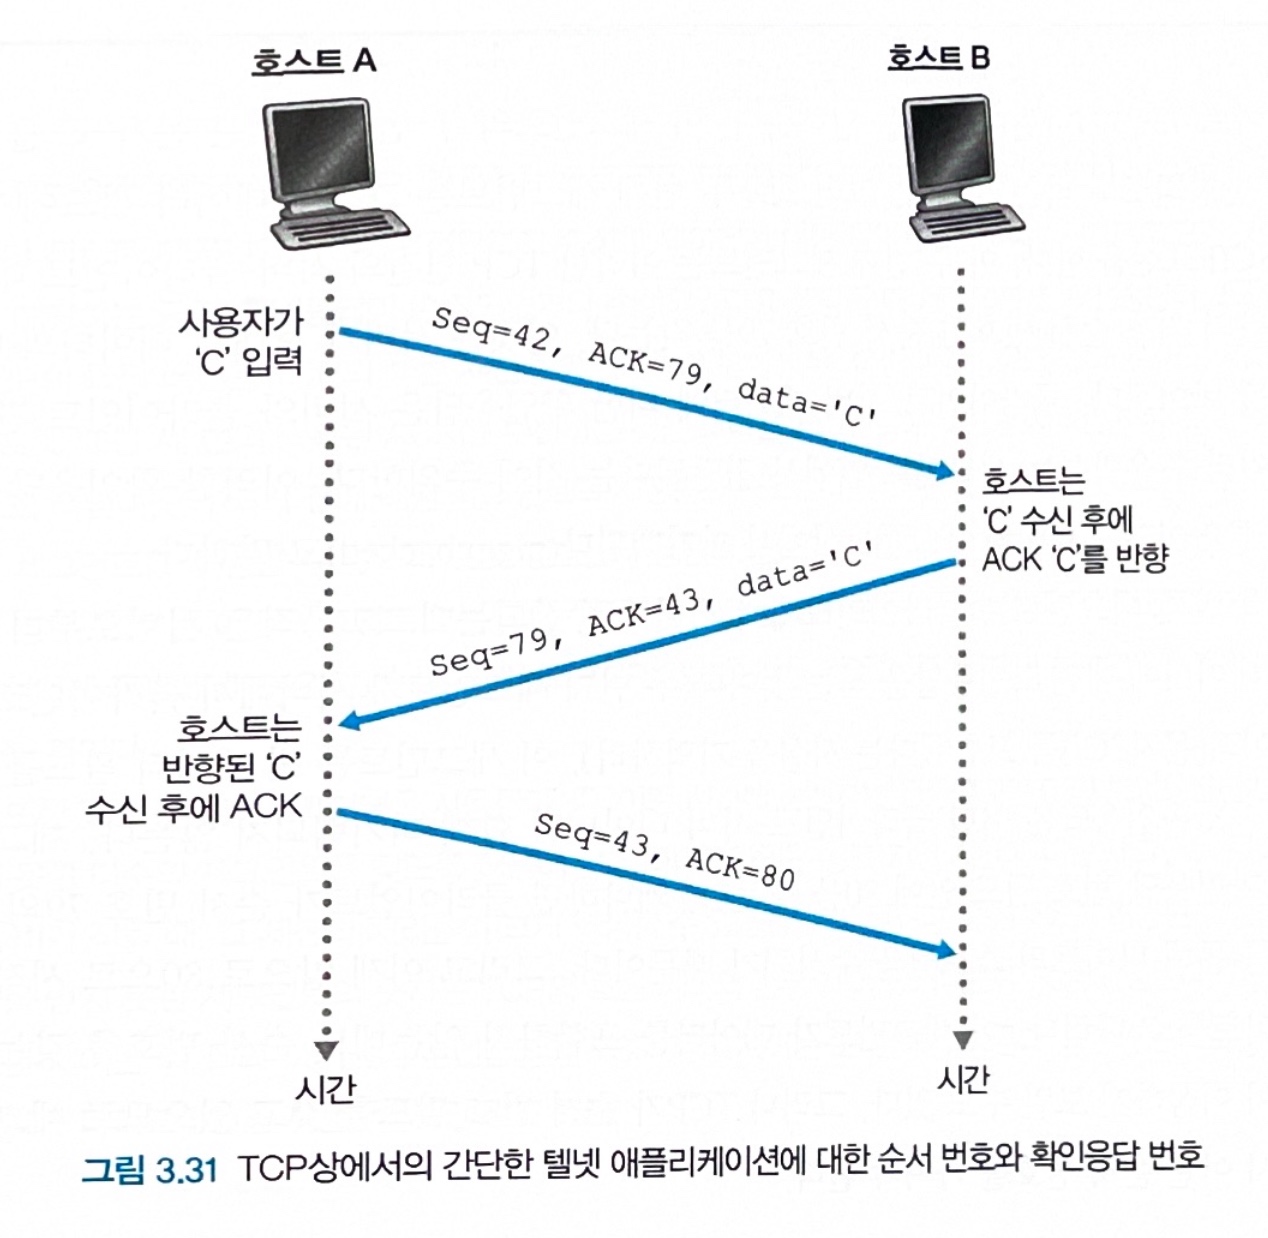 호스트 A
호스트 B
사용자가
'C' 입력
Seq=42, ACK=79, data='C'
호스트는
'C' 수신 후에
ACK 'C'를 반향
Seq=79, ACK=43, data='C'
호스트는
반향된 'C'
수신 후에 ACK
Seq=43, ACK=80
시간
시간
그림 3.31 TCP상에서의 간단한 텔넷 애플리케이션에 대한 순서 번호와 확인응답 번호